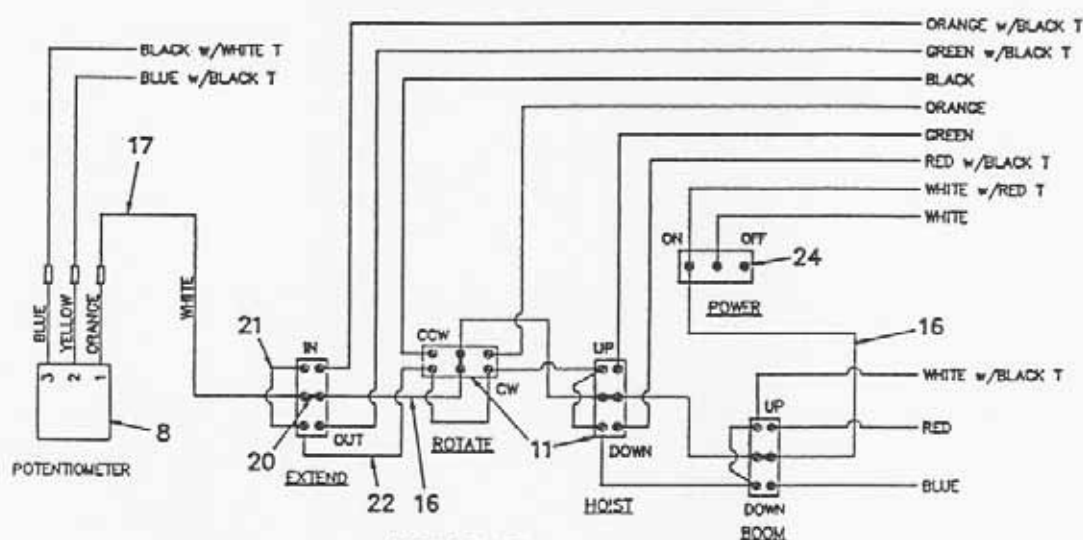 BLACK w/WHITE T
BLUE w/BLACK T
ORANGE w/BLACK T
GREEN w/BLACK T
BLACK
ORANGE
GREEN
RED w/BLACK T
WHITE w/RED T
WHITE
17
ON OFF
24
POWER
BLUE
YELLOW
ORANGE
WHITE
3 2 1
8
POTENTIOMETER
21
IN
20
OUT
EXTEND
22
CCW
CW
ROTATE
16
11
UP
DOWN
HOIST
16
WHITE w/BLACK T
UP
RED
BLUE
DOWN
BOOM